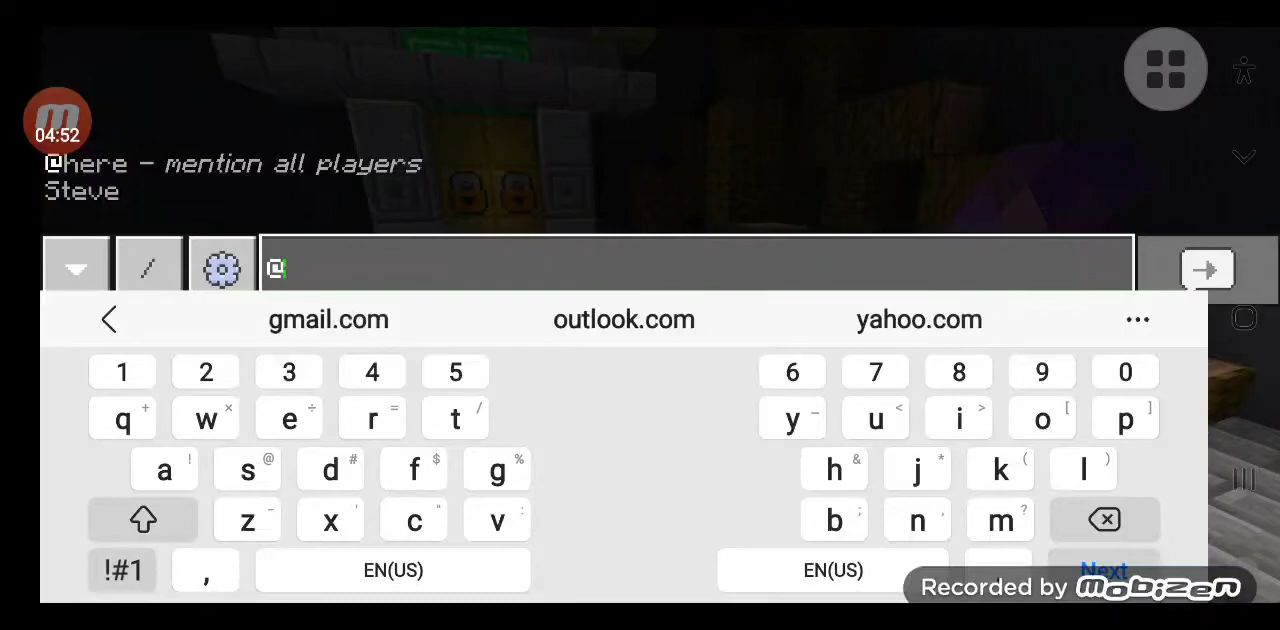 04:52
@here - mention all players
Steve
/
@
gmail.com outlook.com yahoo.com
1 2 3 4 5 6 7 8 9 0
q + w × e ÷ r = t / y _ u < i > o [ p ]
a ! s @ d # f $ g % h & j * k ( l )
z - x ' c " v : b ; n , m ?
!#1 , EN(US) EN(US) . Next
Recorded by mobizen